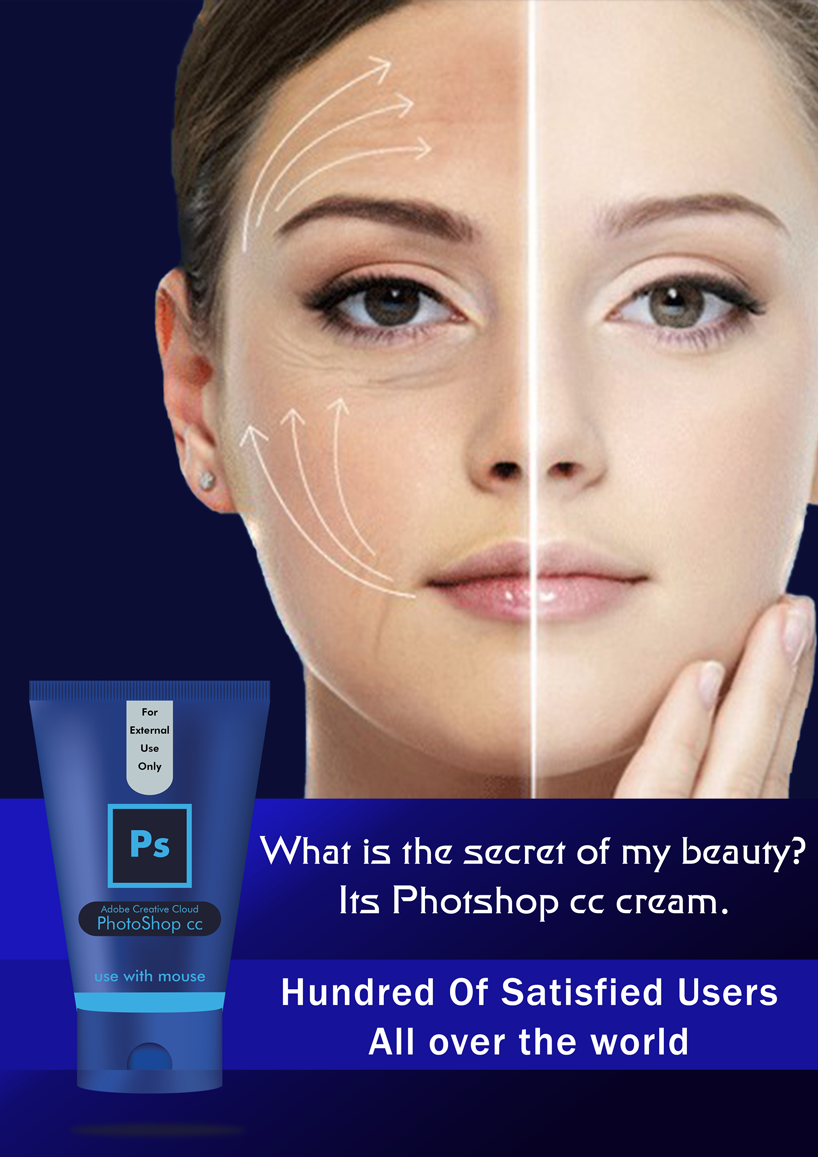 For
External
Use
Only
Ps
Adobe Creative Cloud
PhotoShop cc
use with mouse
What is the secret of my beauty?
Its Photshop cc cream.
Hundred Of Satisfied Users
All over the world